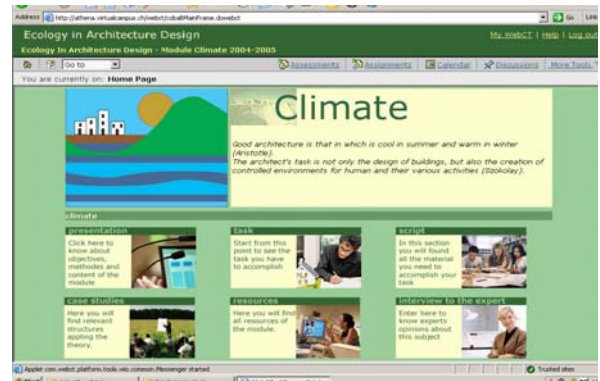 Address http://athena.virtualcampus.ch/webct/cobaltMainFrame.dowebct Go
Ecology in Architecture Design
My WebCT | Help | Log out
Ecology In Architecture Design - Module Climate 2004-2005
Go to Assessments Assignments Calendar Discussions More Tools
You are currently on: Home Page
Climate
Good architecture is that in which is cool in summer and warm in winter
(Aristotle).
The architect's task is not only the design of buildings, but also the creation of
controlled environments for human and their various activities (Szokolay).
climate
presentation
Click here to
know about
objectives,
methodes and
content of the
module
task
Start from this
point to see the
task you have
to accomplish
script
In this section
you will found
all the material
you need to
accomplish your
task
case studies
Here you will
find relevant
structures
appling the
theory.
resources
Here you will find
all resources of
the module.
interview to the expert
Enter here to
know experts
opinions about
this subject
Applet com.webct.platform.tools.wio.common.Messenger started
Trusted sites